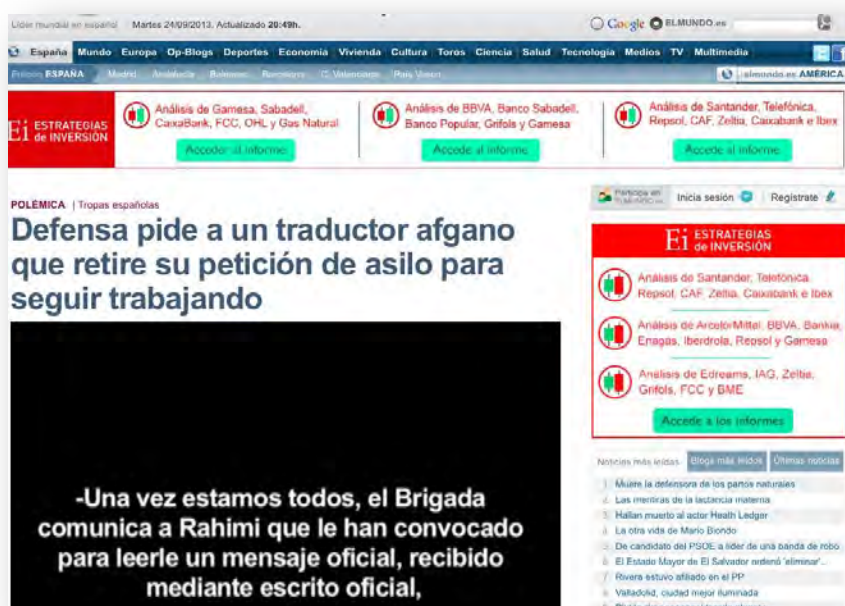 Líder mundial en español Martes 24/09/2013. Actualizado 20:49h.
Google ELMUNDO.es
España Mundo Europa Op-Blogs Deportes Economía Vivienda Cultura Toros Ciencia Salud Tecnología Medios TV Multimedia
Edición ESPAÑA Madrid Andalucía Baleares Barcelona C. Valenciana País Vasco
elmundo.es AMÉRICA
Ei ESTRATEGIAS
de INVERSIÓN
Análisis de Gamesa, Sabadell,
CaixaBank, FCC, OHL y Gas Natural
Acceder al informe
Análisis de BBVA, Banco Sabadell,
Banco Popular, Grifols y Gamesa
Accede al informe
Análisis de Santander, Telefónica,
Repsol, CAF, Zeltia, Caixabank e Ibex
Accede al informe
POLÉMICA | Tropas españolas
Defensa pide a un traductor afgano
que retire su petición de asilo para
seguir trabajando
-Una vez estamos todos, el Brigada
comunica a Rahimi que le han convocado
para leerle un mensaje oficial, recibido
mediante escrito oficial,
Participa en
Inicia sesión Regístrate
Ei ESTRATEGIAS
de INVERSIÓN
Análisis de Santander, Telefónica,
Repsol, CAF, Zeltia, Caixabank e Ibex
Análisis de ArcelorMittal, BBVA, Bankia,
Enagas, Iberdrola, Repsol y Gamesa
Análisis de Edreams, IAG, Zeltia,
Grifols, FCC y BME
Accede a los informes
Noticias más leídas Blogs más leídos Últimas noticias
1 Muere la defensora de los partos naturales
2 Las mentiras de la lactancia materna
3 Hallan muerto al actor Heath Ledger
4 La otra vida de Mario Biondo
5 De candidato del PSOE a líder de una banda de robo
6 El Estado Mayor de El Salvador ordenó 'eliminar'...
7 Rivera estuvo afiliado en el PP
8 Valladolid, ciudad mejor iluminada